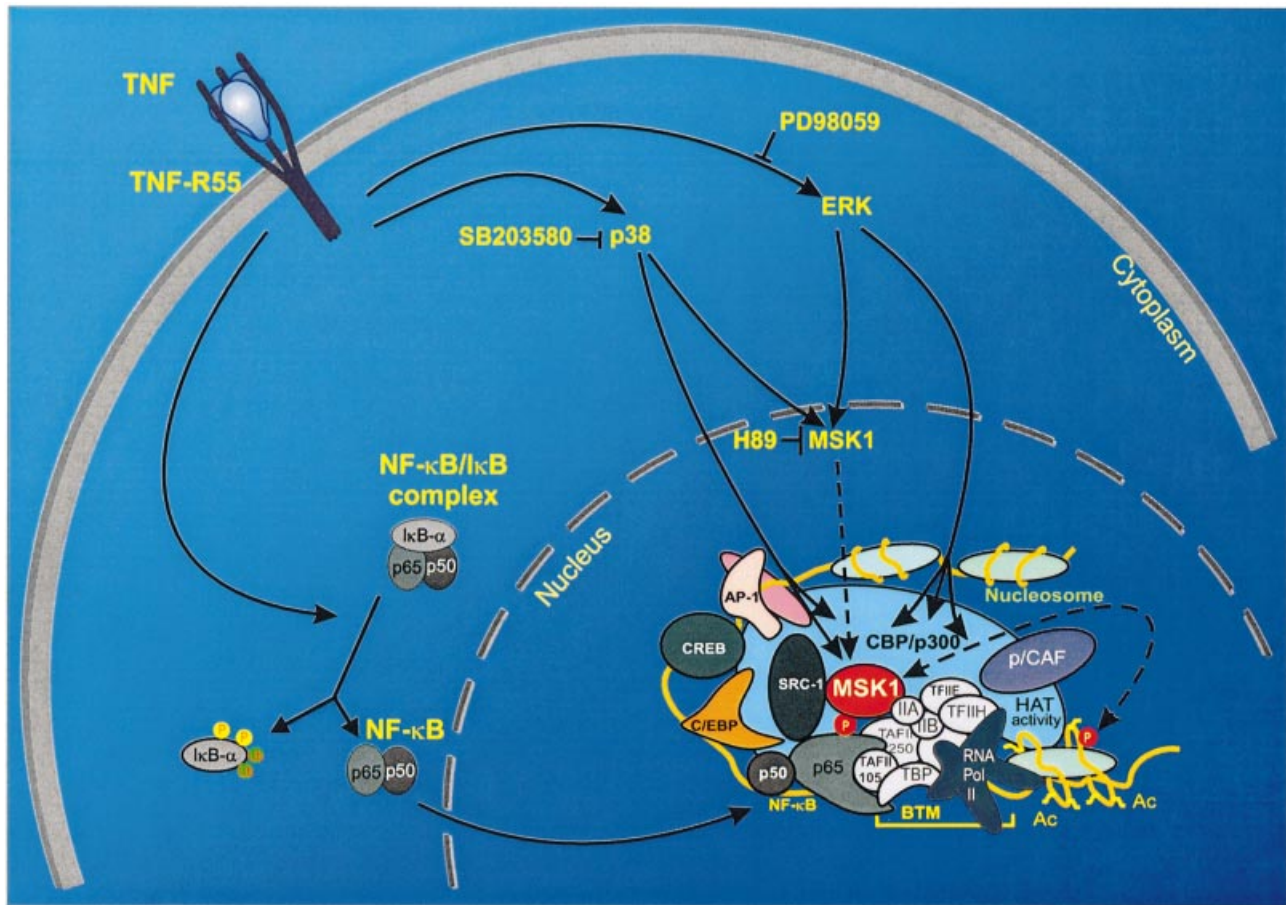 TNF
TNF-R55
PD98059
ERK
SB203580
p38
Cytoplasm
H89
MSK1
NF-κB/IκB
complex
IκB-α
p65
p50
Nucleus
Nucleosome
AP-1
CREB
CBP/p300
p/CAF
SRC-1
MSK1
C/EBP
P
IIA
IIB
TFIIE
TFIIH
HAT
activity
TAFII
250
P
P
P
IκB-α
NF-κB
p65
p50
p50
p65
TAFII
105
TBP
RNA
Pol
II
NF-κB
BTM
Ac
Ac